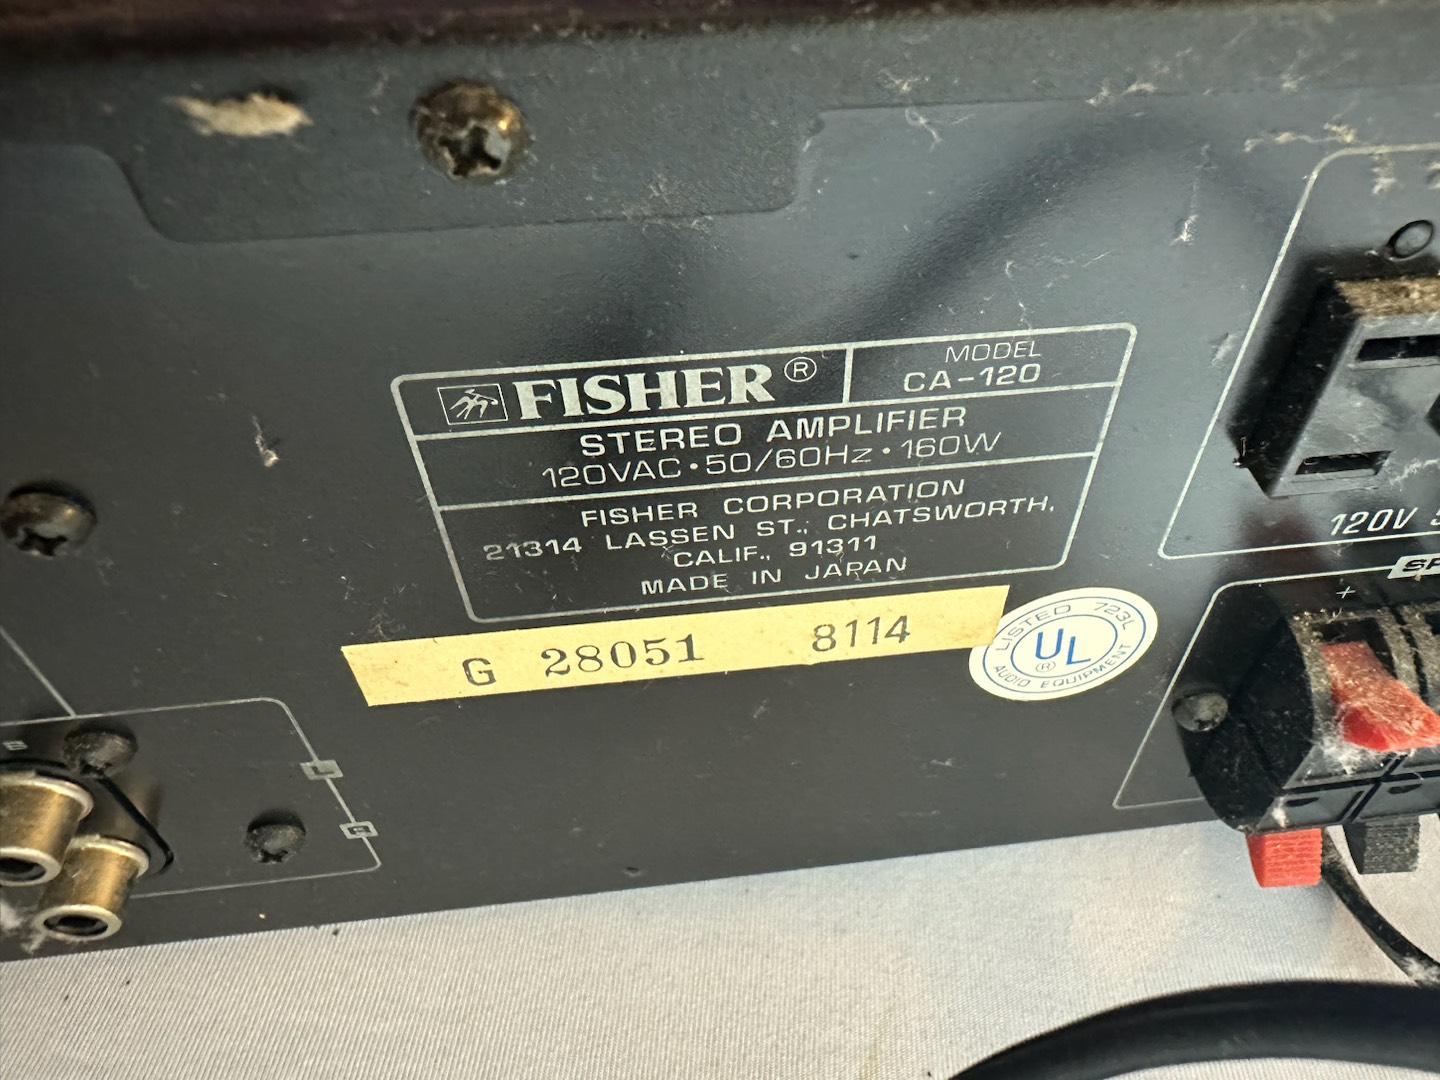 FISHER®
MODEL
CA-120
STEREO AMPLIFIER
120VAC•50/60Hz•160W
FISHER CORPORATION
21314 LASSEN ST., CHATSWORTH,
CALIF., 91311
MADE IN JAPAN
G 28051 8114
LISTED 723L
UL®
AUDIO EQUIPMENT
120V
+
L
R